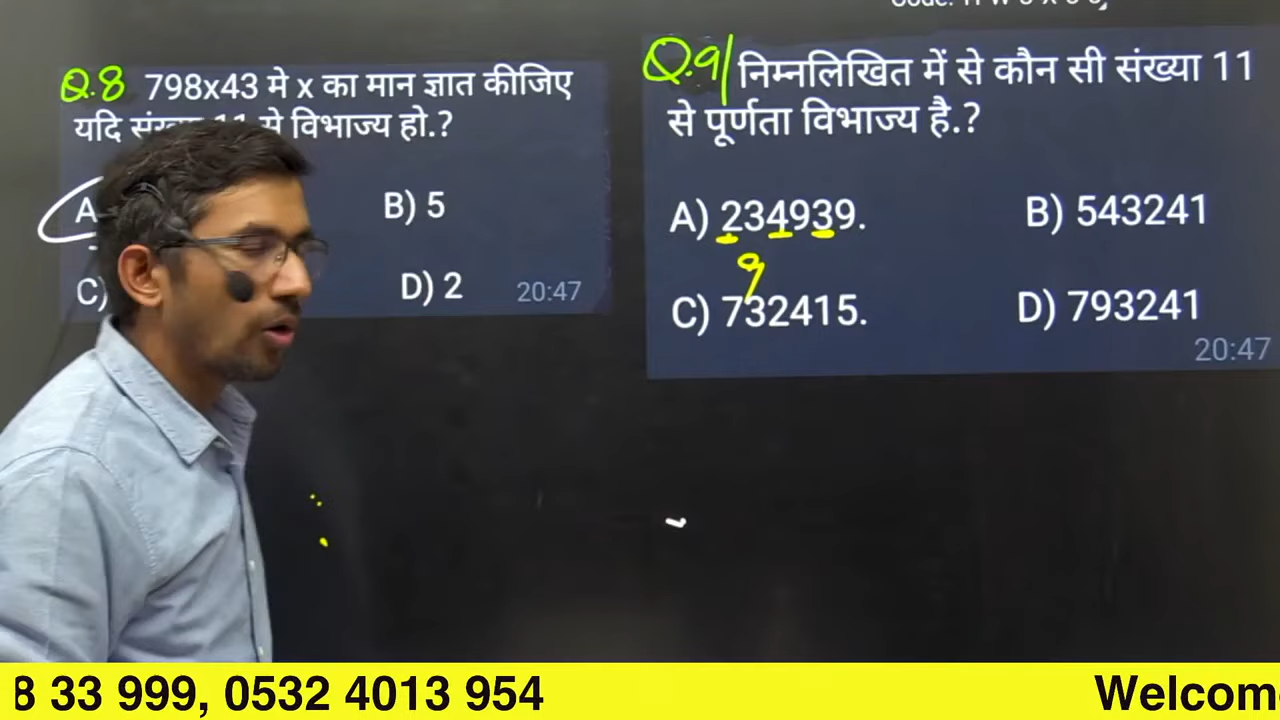 Q.8 798x43 मे x का मान ज्ञात कीजिए
यदि 11 से विभाज्य हो.?
A
B) 5
C)
D) 2
20:47
Q.9 निम्नलिखित में से कौन सी संख्या 11
से पूर्णता विभाज्य है.?
A) 234939.
B) 543241
9
C) 732415.
D) 793241
20:47
8 33 999, 0532 4013 954
Welcom